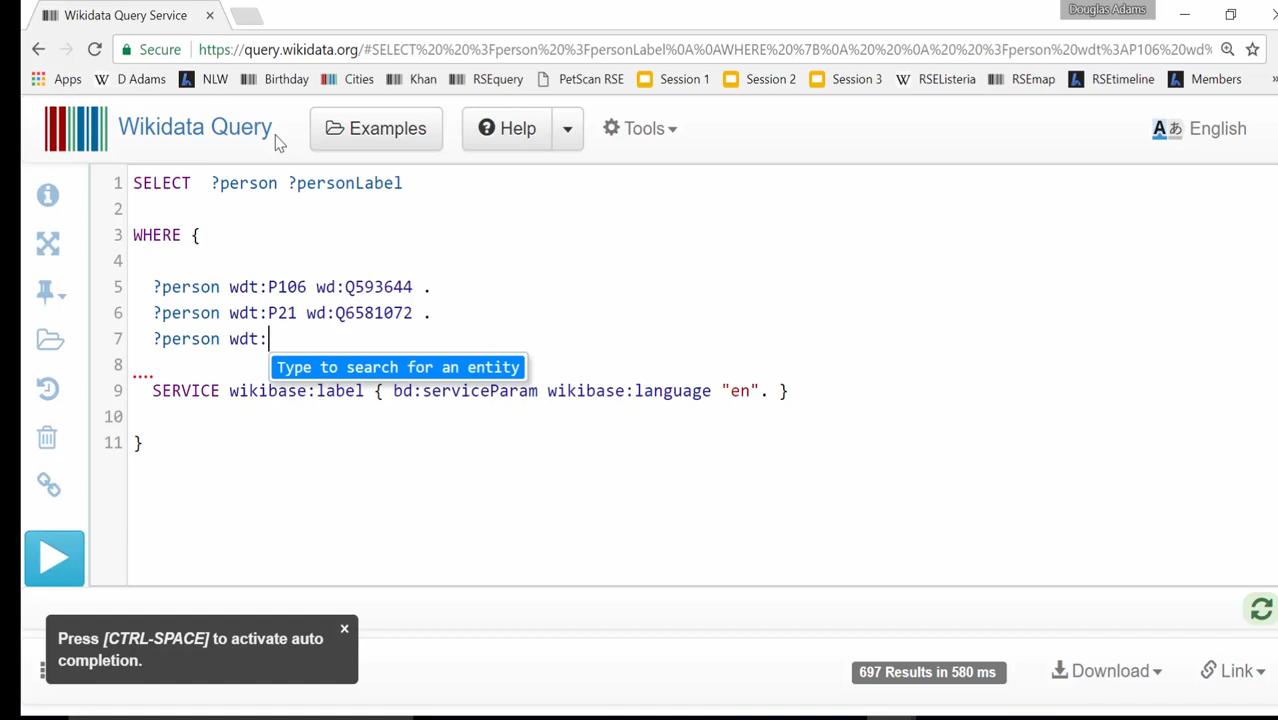 Wikidata Query Service ×
Douglas Adams
Secure https://query.wikidata.org/#SELECT%20%20%3Fperson%20%3FpersonLabel%0A%0AWHERE%20%7B%0A%20%20%0A%20%20%3Fperson%20wdt%3AP106%20wd%
Apps W D Adams NLW Birthday Cities Khan RSEquery PetScan RSE Session 1 Session 2 Session 3 W RSEListeria RSEmap RSEtimeline Members »
Wikidata Query Examples Help Tools English
1 SELECT ?person ?personLabel
2
3 WHERE {
4
5 ?person wdt:P106 wd:Q593644 .
6 ?person wdt:P21 wd:Q6581072 .
7 ?person wdt:
8 Type to search for an entity
9 SERVICE wikibase:label { bd:serviceParam wikibase:language "en". }
10
11 }
Press [CTRL-SPACE] to activate auto ×
completion.
697 Results in 580 ms Download Link